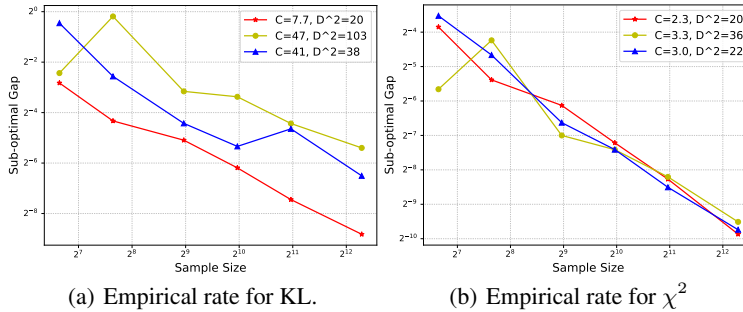 2^0
2^−2
2^−4
2^−6
2^−8
Sub-optimal Gap
C=7.7, D^2=20
C=47, D^2=103
C=41, D^2=38
2^7 2^8 2^9 2^10 2^11 2^12
Sample Size
(a) Empirical rate for KL.
2^−4
2^−5
2^−6
2^−7
2^−8
2^−9
2^−10
Sub-optimal Gap
C=2.3, D^2=20
C=3.3, D^2=36
C=3.0, D^2=22
2^7 2^8 2^9 2^10 2^11 2^12
Sample Size
(b) Empirical rate for χ^2